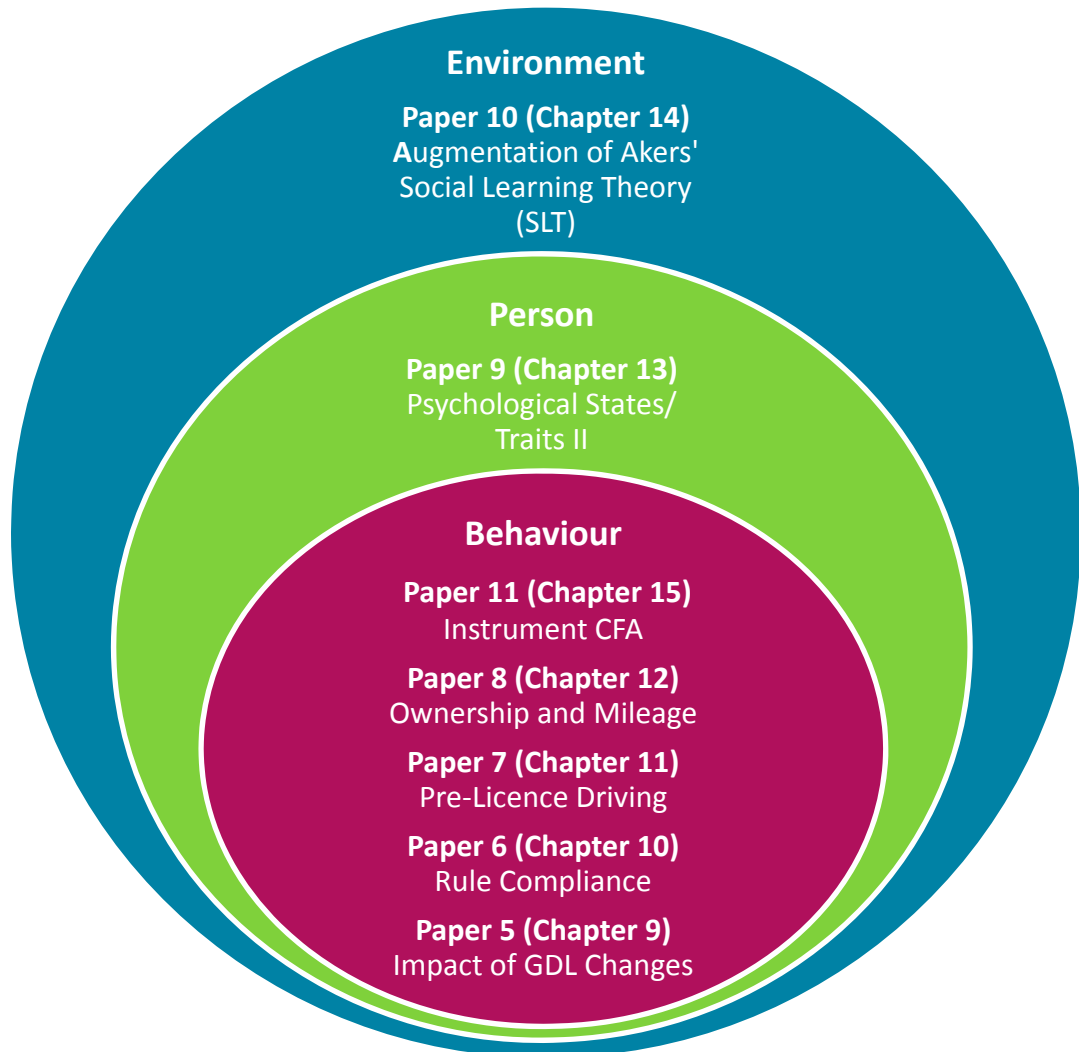 Environment
Paper 10 (Chapter 14)
Augmentation of Akers'
Social Learning Theory
(SLT)
Person
Paper 9 (Chapter 13)
Psychological States/
Traits II
Behaviour
Paper 11 (Chapter 15)
Instrument CFA
Paper 8 (Chapter 12)
Ownership and Mileage
Paper 7 (Chapter 11)
Pre-Licence Driving
Paper 6 (Chapter 10)
Rule Compliance
Paper 5 (Chapter 9)
Impact of GDL Changes